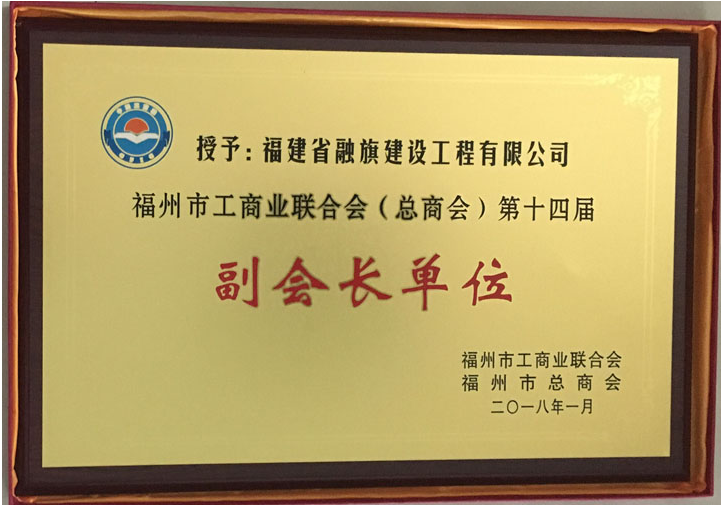 授予：福建省融旗建设工程有限公司
福州市工商业联合会（总商会）第十四届
副会长单位
福州市工商业联合会
福州市总商会
二〇一八年一月